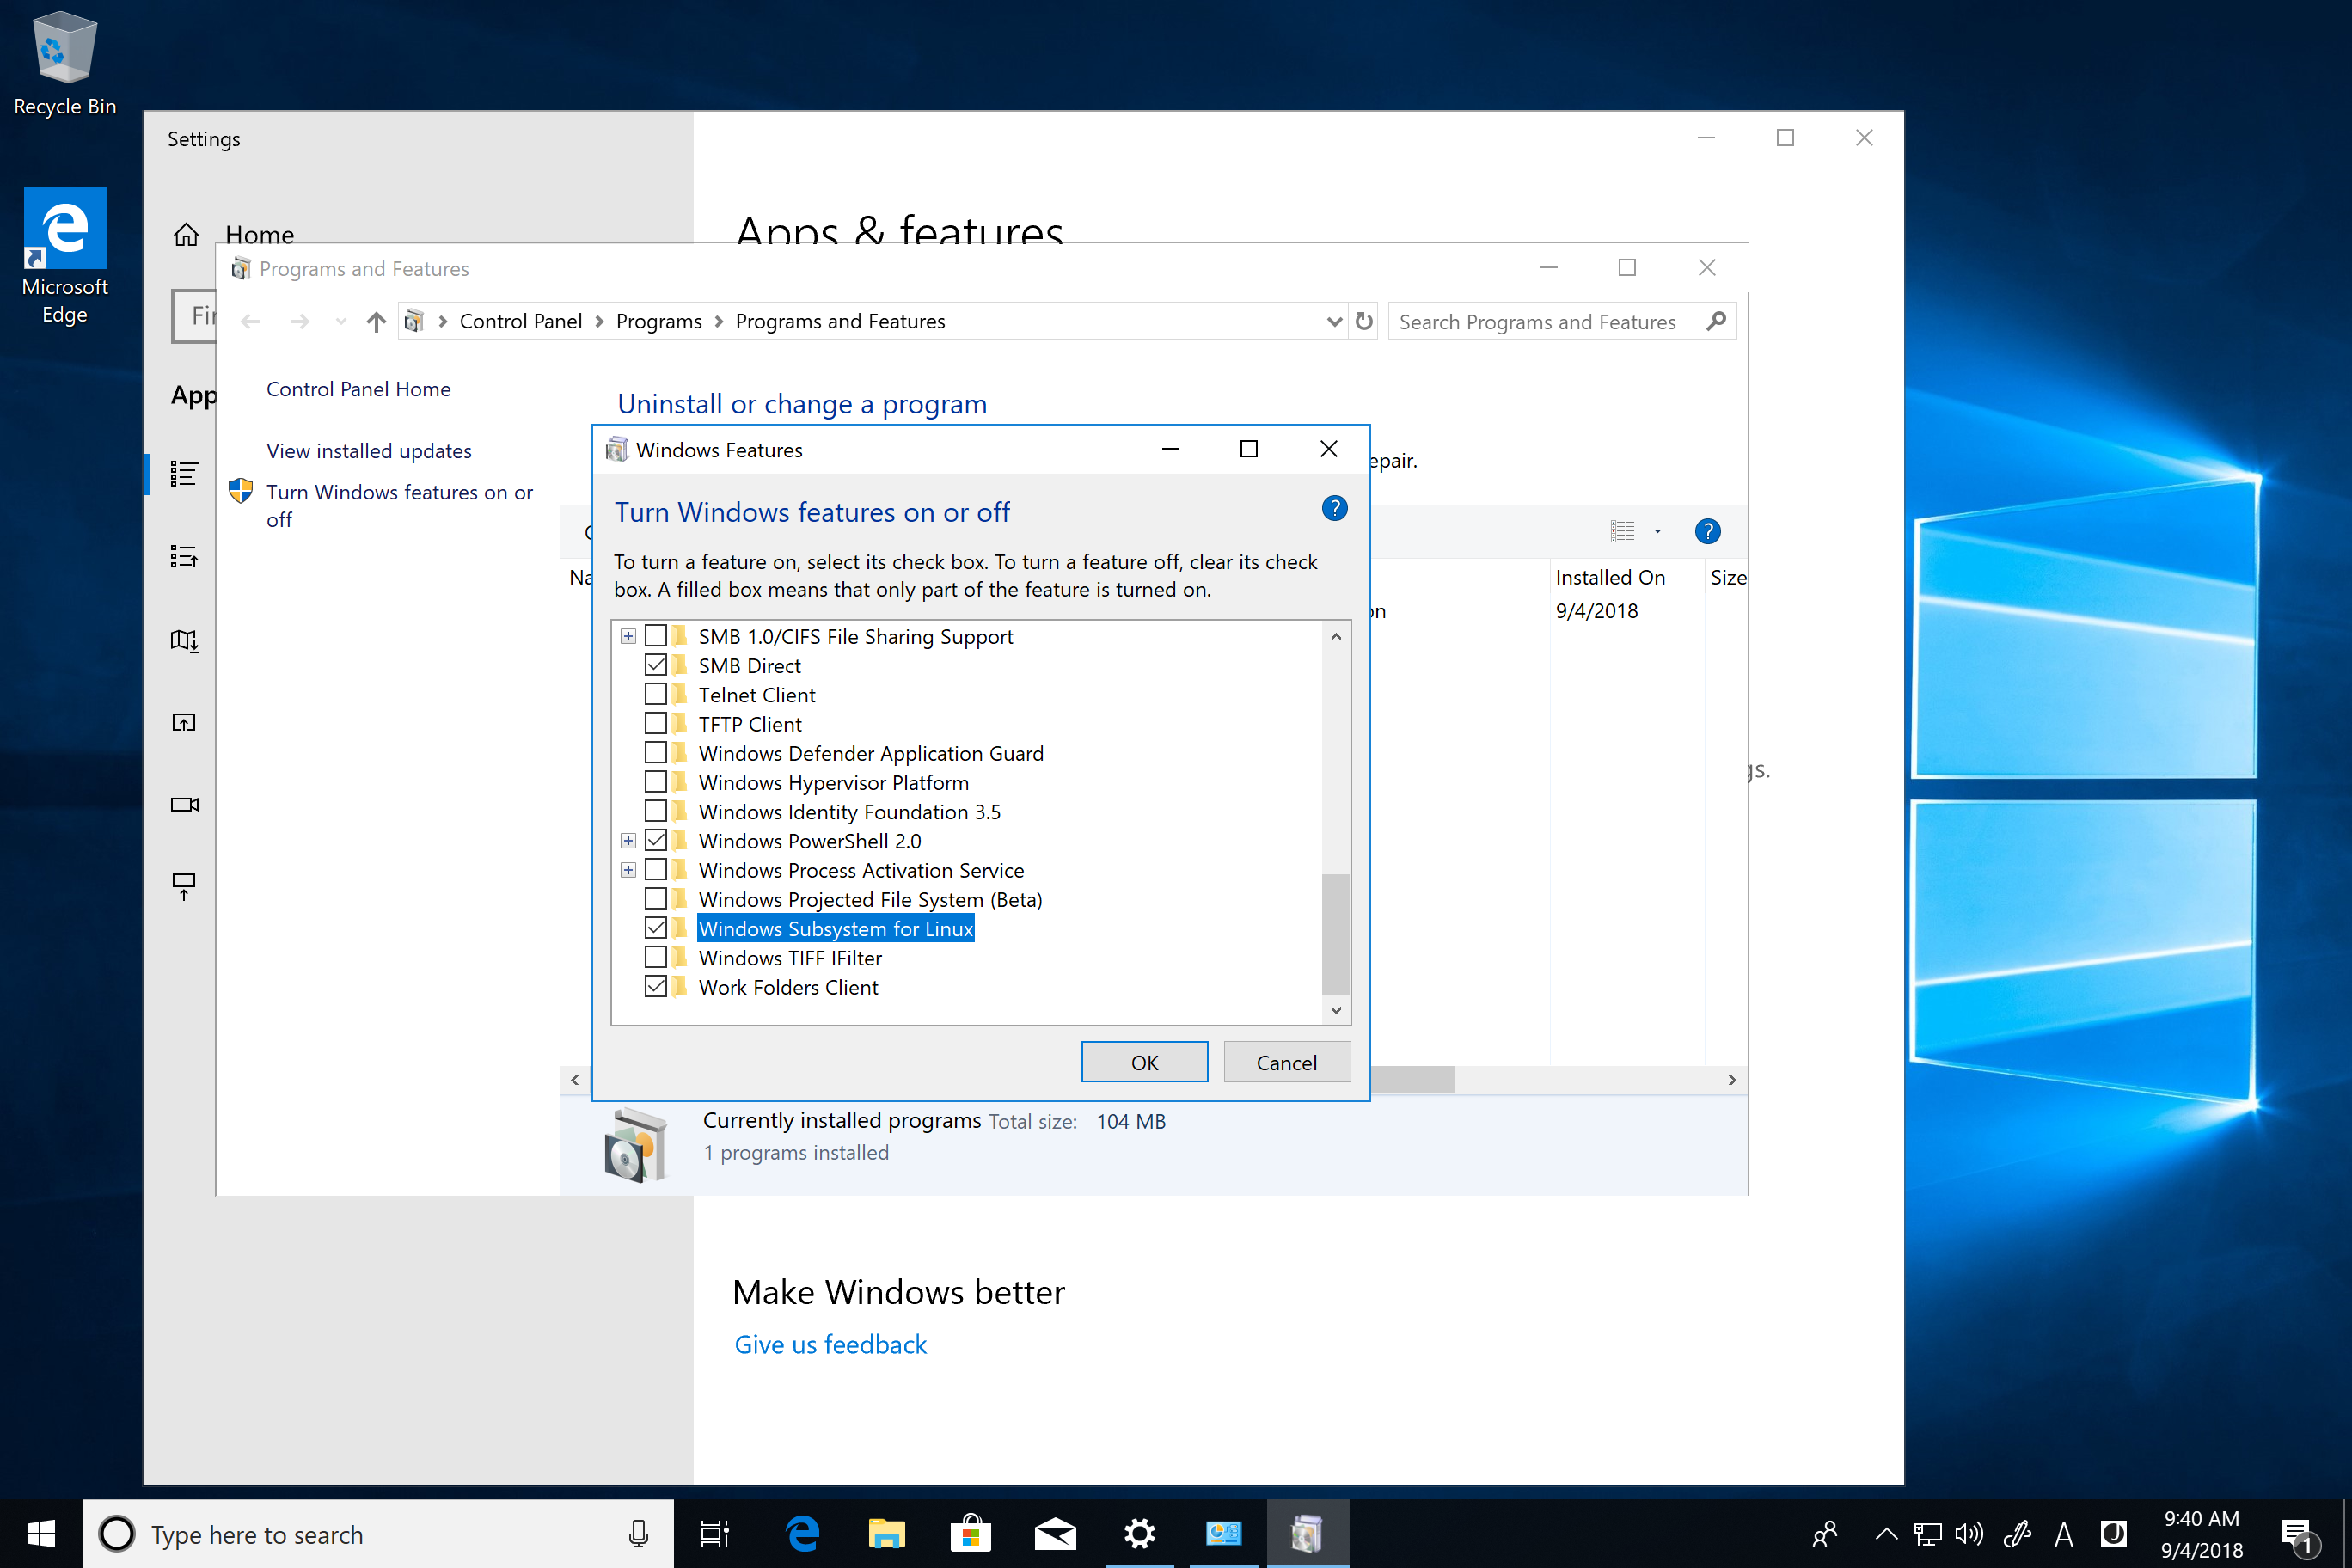 Recycle Bin
Microsoft
Edge
Settings
Home
Apps & features
Programs and Features
Control Panel
Programs
Programs and Features
Search Programs and Features
App
Control Panel Home
View installed updates
Turn Windows features on or
off
Uninstall or change a program
epair.
Installed On
Size
9/4/2018
Windows Features
Turn Windows features on or off
To turn a feature on, select its check box. To turn a feature off, clear its check
box. A filled box means that only part of the feature is turned on.
SMB 1.0/CIFS File Sharing Support
SMB Direct
Telnet Client
TFTP Client
Windows Defender Application Guard
Windows Hypervisor Platform
Windows Identity Foundation 3.5
Windows PowerShell 2.0
Windows Process Activation Service
Windows Projected File System (Beta)
Windows Subsystem for Linux
Windows TIFF IFilter
Work Folders Client
OK
Cancel
Currently installed programs Total size: 104 MB
1 programs installed
Make Windows better
Give us feedback
Type here to search
A
9:40 AM
9/4/2018
1